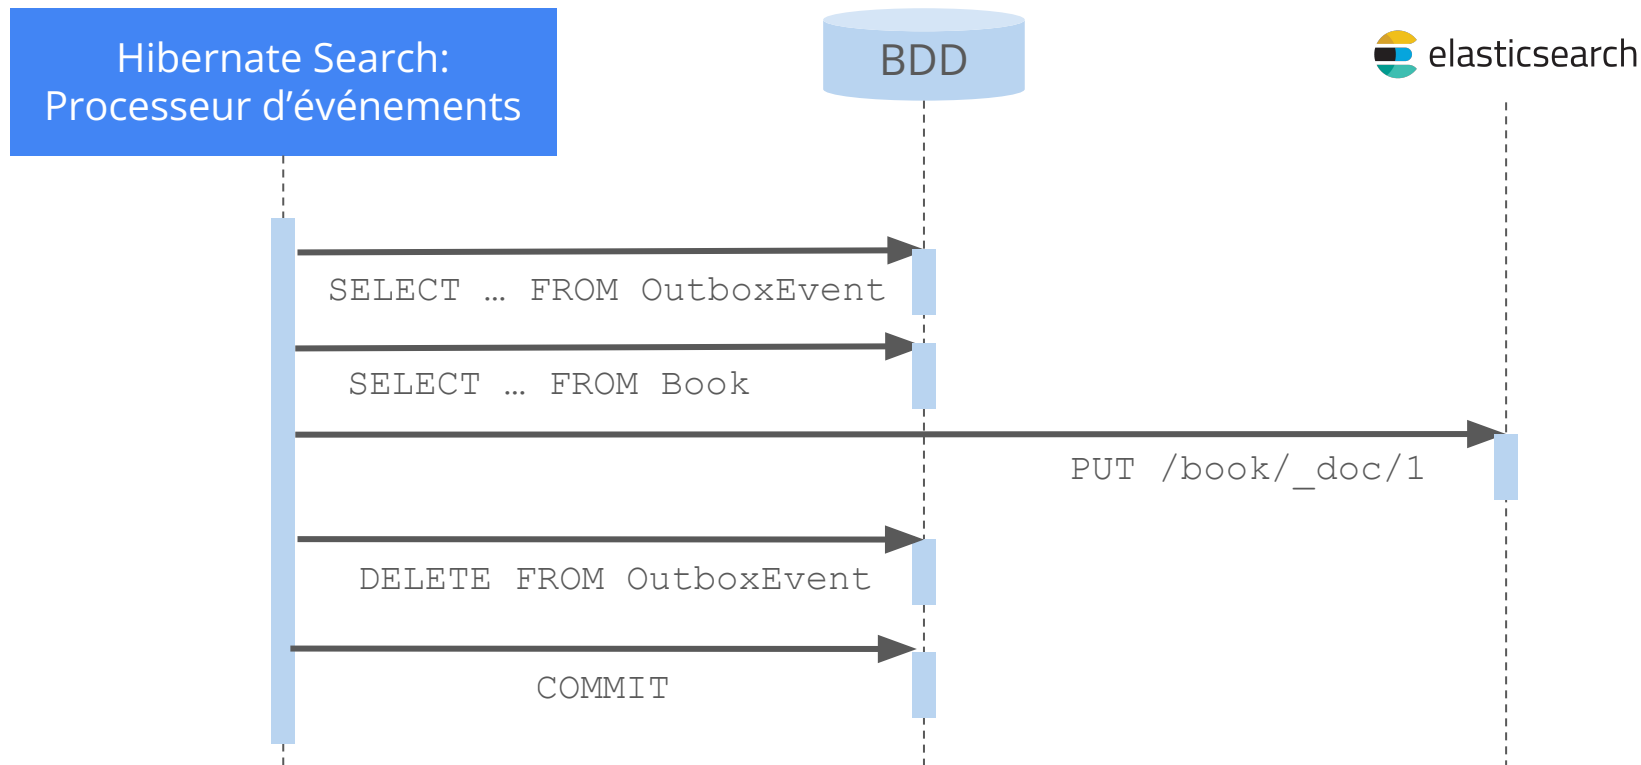 Hibernate Search:
Processeur d’événements
BDD
elasticsearch
SELECT … FROM OutboxEvent
SELECT … FROM Book
PUT /book/_doc/1
DELETE FROM OutboxEvent
COMMIT